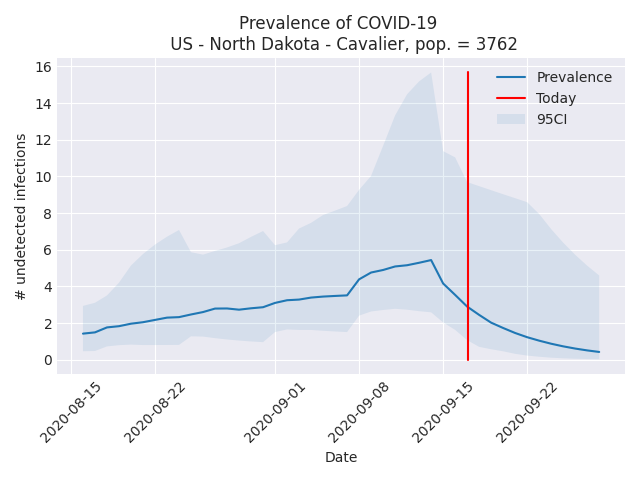 Prevalence of COVID-19
US - North Dakota - Cavalier, pop. = 3762
# undetected infections
16
14
12
10
8
6
4
2
0
Prevalence
Today
95CI
2020-08-15
2020-08-22
2020-09-01
2020-09-08
2020-09-15
2020-09-22
Date